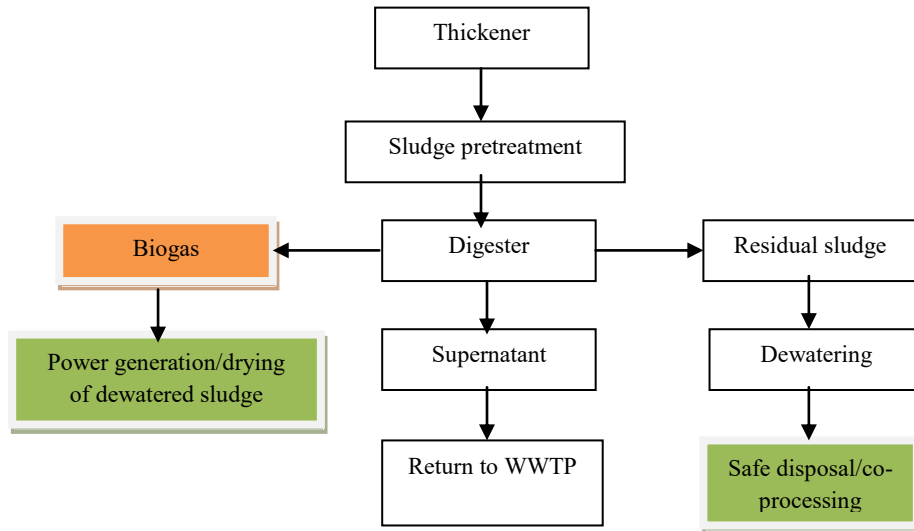 Thickener
Sludge pretreatment
Biogas
Digester
Residual sludge
Power generation/drying
of dewatered sludge
Supernatant
Dewatering
Return to WWTP
Safe disposal/co-
processing